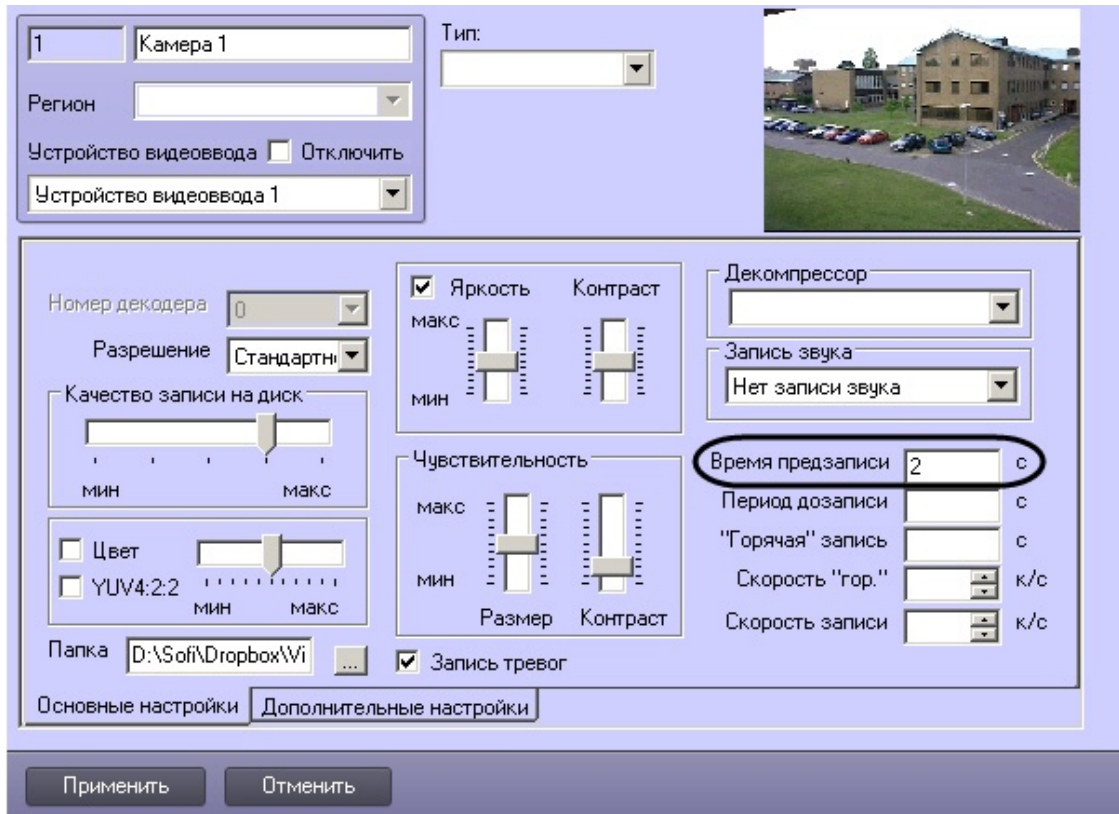 1
Камера 1
Тип:
Регион
Устройство видеоввода
Отключить
Устройство видеоввода 1
Номер декодера
0
Разрешение
Стандартн
Качество записи на диск
мин
макс
Цвет
YUV4:2:2
мин
макс
Папка
D:\Sofi\Dropbox\Vi
...
Яркость
Контраст
макс
мин
Чувствительность
макс
мин
Размер
Контраст
Запись тревог
Декомпрессор
Запись звука
Нет записи звука
Время предзаписи 2 с
Период дозаписи с
"Горячая" запись с
Скорость "гор." к/с
Скорость записи к/с
Основные настройки
Дополнительные настройки
Применить
Отменить